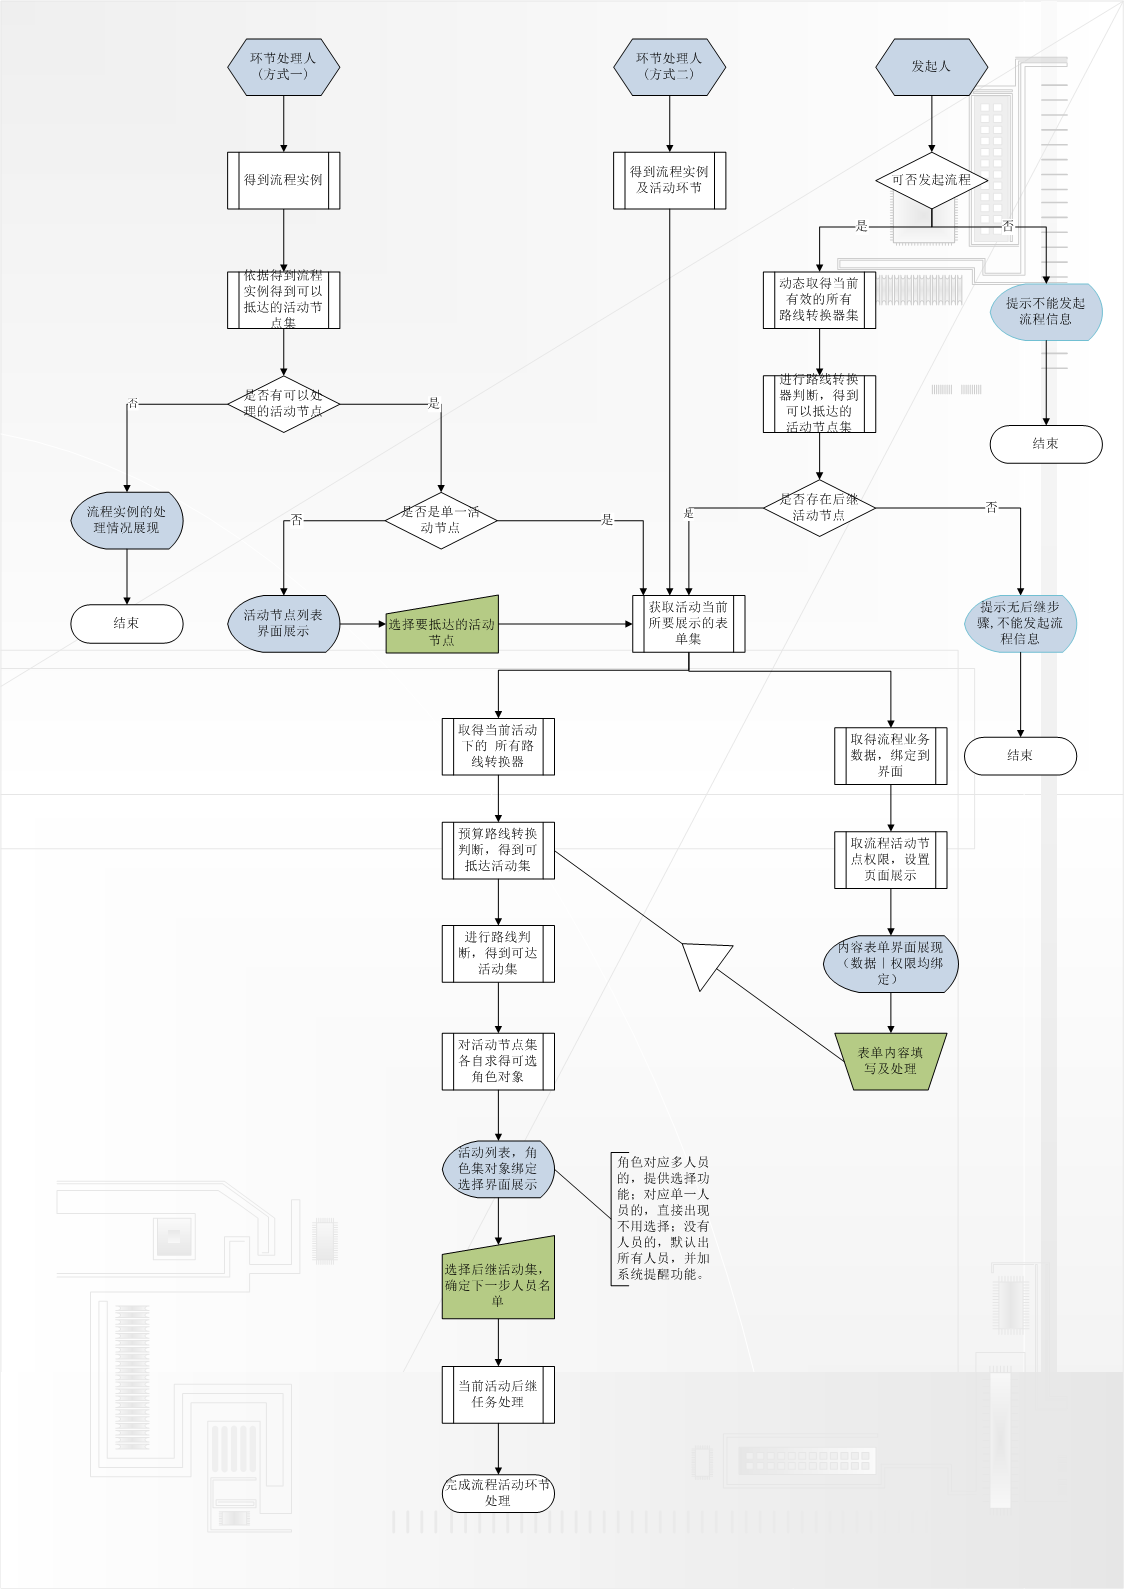 环节处理人
（方式一）
环节处理人
（方式二）
发起人
得到流程实例
得到流程实例
及活动环节
可否发起流程
是
否
依据得到流程
实例得到可以
抵达的活动节
点集
动态取得当前
有效的所有
路线转换器集
提示不能发起
流程信息
是否有可以处
理的活动节点
否
是
进行路线转换
器判断，得到
可以抵达的
活动节点集
结束
流程实例的处
理情况展现
是否是单一活
动节点
否
是
是否存在后继
活动节点
是
否
结束
活动节点列表
界面展示
选择要抵达的活动
节点
获取活动当前
所要展示的表
单集
提示无后继步
骤,不能发起流
程信息
取得当前活动
下的 所有路
线转换器
取得流程业务
数据，绑定到
界面
结束
预算路线转换
判断，得到可
抵达活动集
取流程活动节
点权限，设置
页面展示
进行路线判
断，得到可达
活动集
内容表单界面展现
（数据｜权限均绑
定）
对活动节点集
各自求得可选
角色对象
表单内容填
写及处理
活动列表，角
色集对象绑定
选择界面展示
角色对应多人员
的，提供选择功
能；对应单一人
员的，直接出现
不用选择；没有
人员的，默认出
所有人员，并加
系统提醒功能。
选择后继活动集，
确定下一步人员名
单
当前活动后继
任务处理
完成流程活动环节
处理